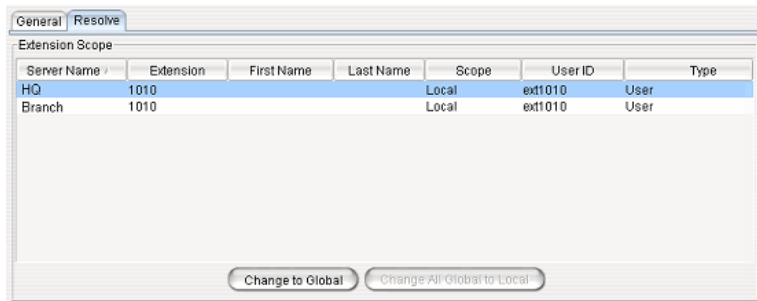 General Resolve
Extension Scope
Server Name Extension First Name Last Name Scope User ID Type
HQ 1010 Local ext1010 User
Branch 1010 Local ext1010 User
Change to Global Change All Global to Local